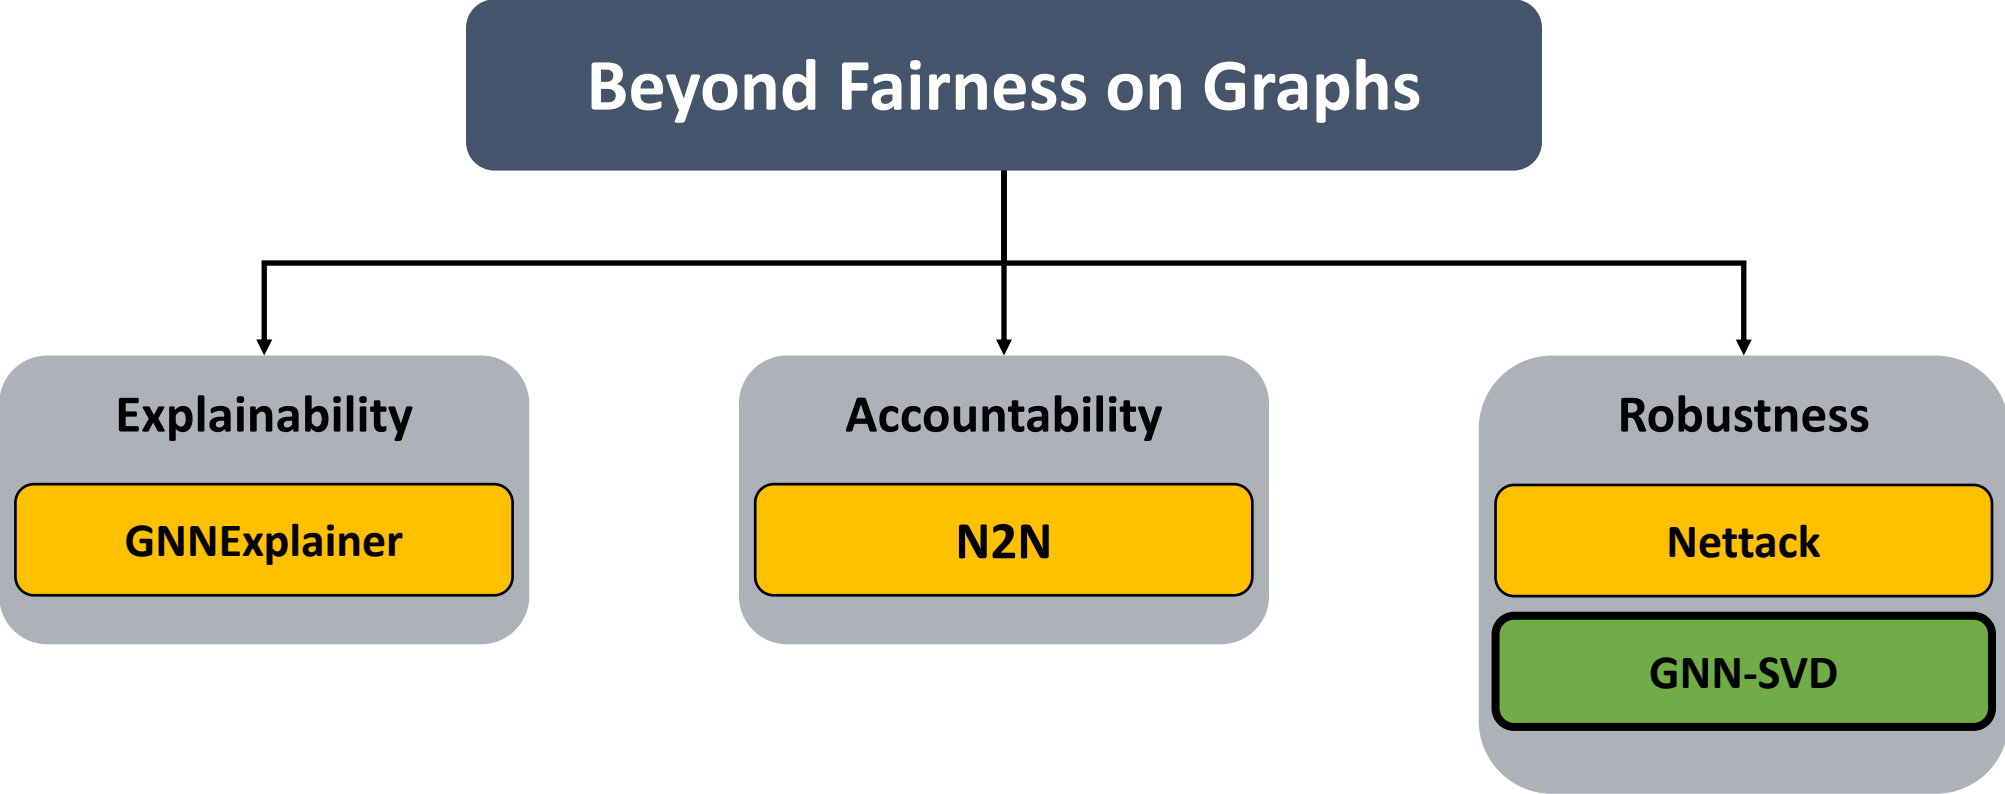 Beyond Fairness on Graphs
Explainability
GNNExplainer
Accountability
N2N
Robustness
Nettack
GNN-SVD